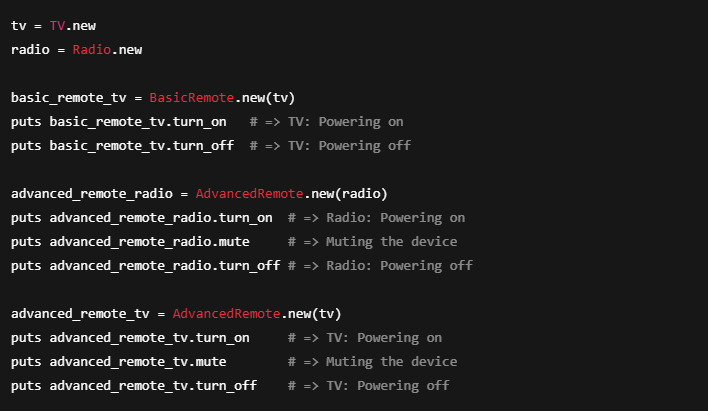 tv = TV.new
radio = Radio.new

basic_remote_tv = BasicRemote.new(tv)
puts basic_remote_tv.turn_on   # => TV: Powering on
puts basic_remote_tv.turn_off  # => TV: Powering off

advanced_remote_radio = AdvancedRemote.new(radio)
puts advanced_remote_radio.turn_on  # => Radio: Powering on
puts advanced_remote_radio.mute     # => Muting the device
puts advanced_remote_radio.turn_off # => Radio: Powering off

advanced_remote_tv = AdvancedRemote.new(tv)
puts advanced_remote_tv.turn_on     # => TV: Powering on
puts advanced_remote_tv.mute        # => Muting the device
puts advanced_remote_tv.turn_off    # => TV: Powering off